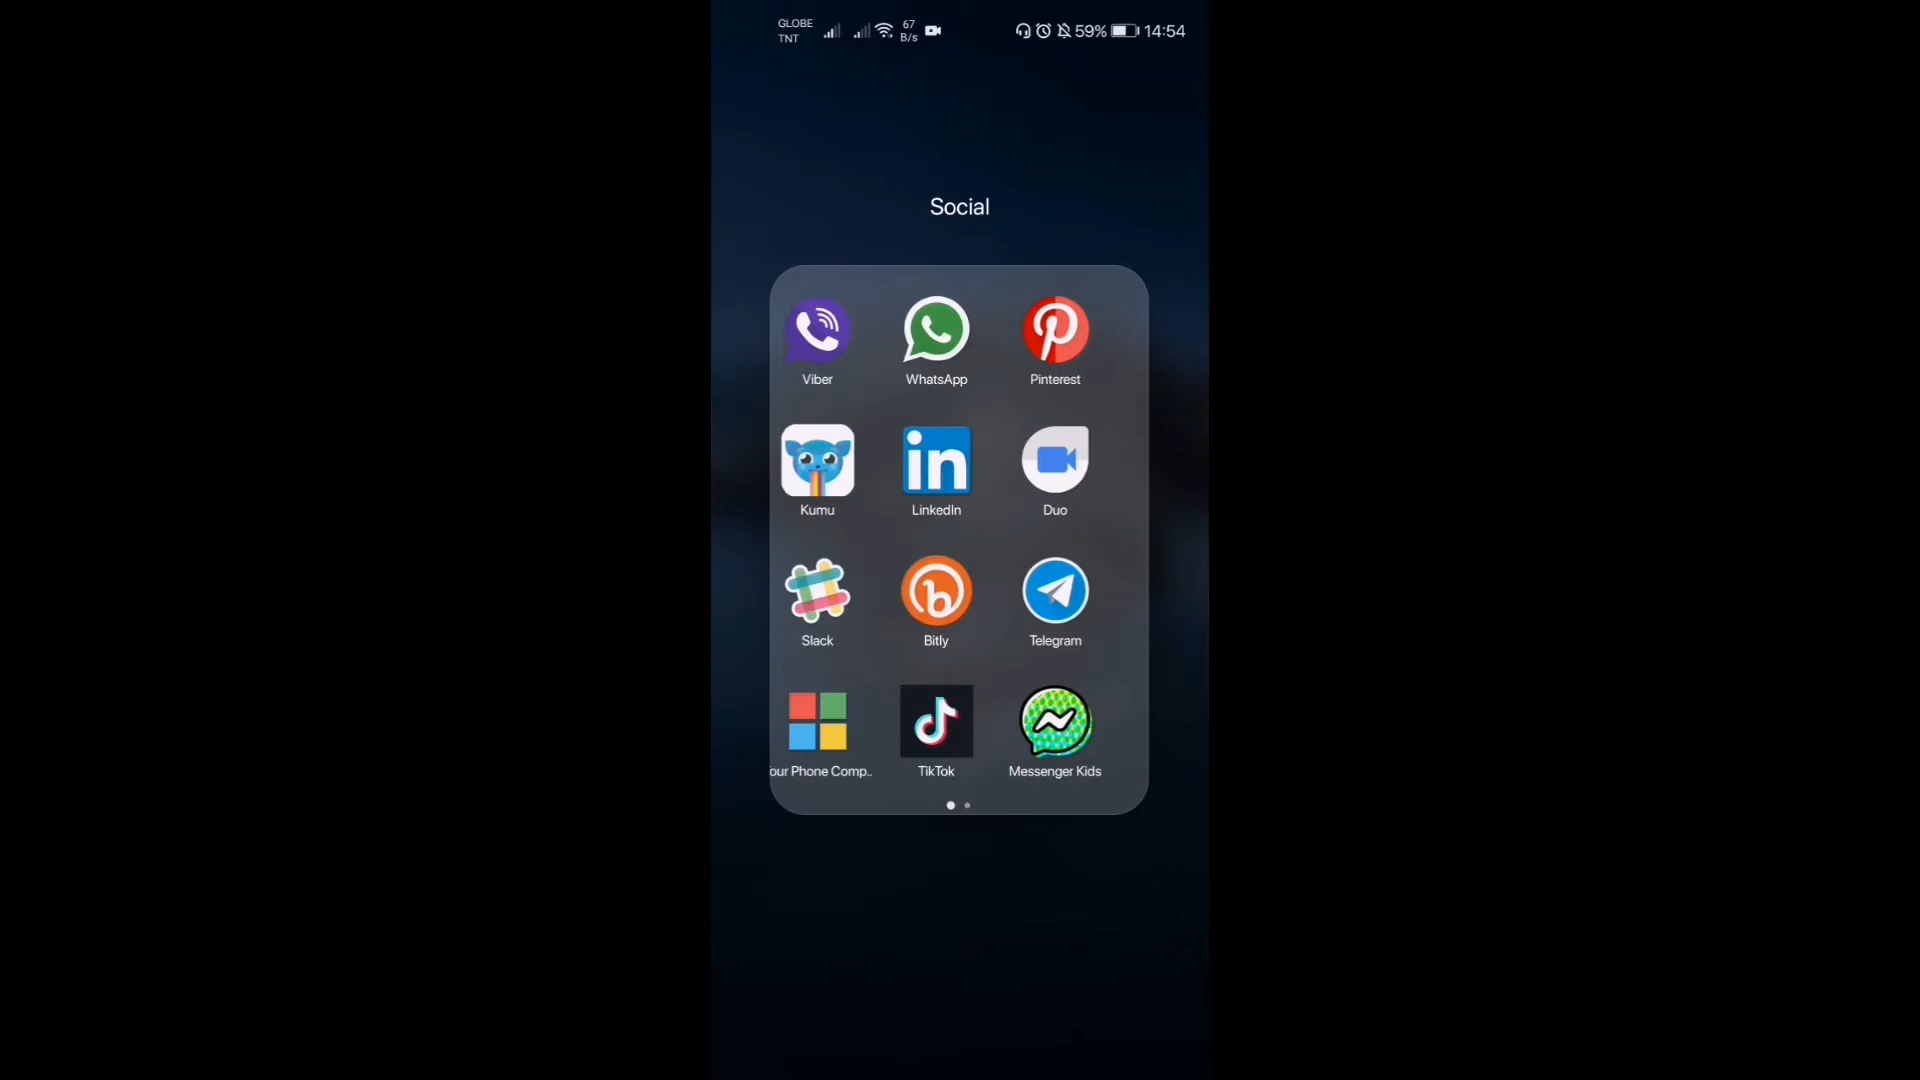 GLOBE
TNT
67
B/s
59%
14:54
Social
Viber
WhatsApp
Pinterest
Kumu
LinkedIn
Duo
Slack
Bitly
Telegram
our Phone Comp..
TikTok
Messenger Kids